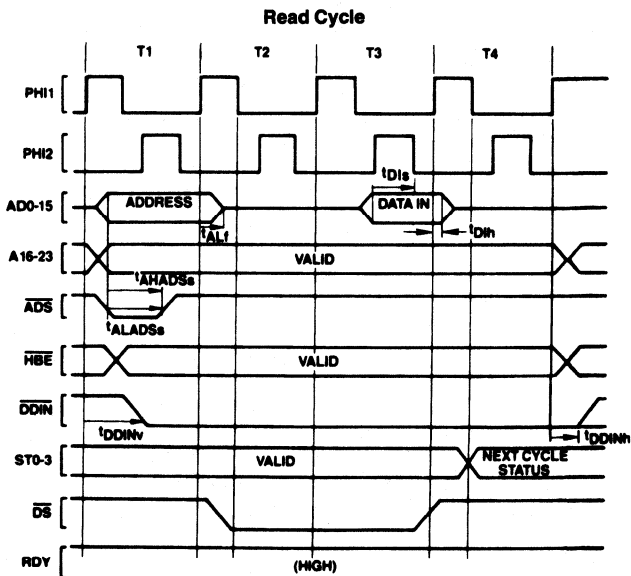 Read Cycle
T1 T2 T3 T4
PHI1
PHI2
tDIs
AD0-15 ADDRESS DATA IN
tALf tDIh
A16-23 VALID
tAHADSs
ADS
tALADSs
HBE VALID
DDIN
tDDINv tDDINh
ST0-3 VALID NEXT CYCLE
STATUS
DS
RDY (HIGH)